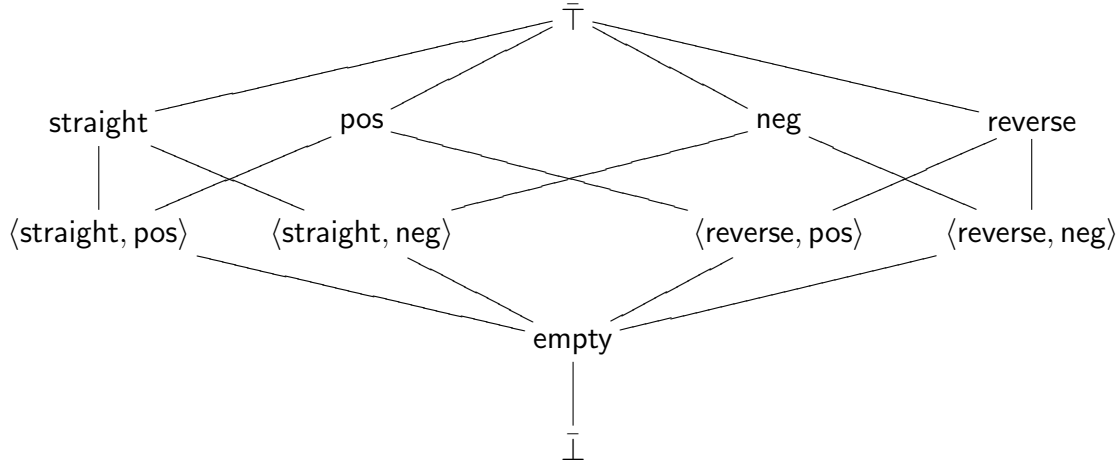 ⊤̄
straight pos neg reverse
⟨straight, pos⟩ ⟨straight, neg⟩ ⟨reverse, pos⟩ ⟨reverse, neg⟩
empty
⊥̄